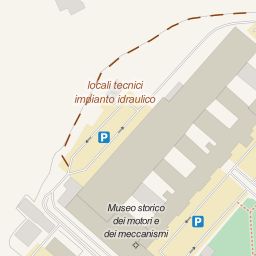 locali tecnici
impianto idraulico
P
Museo storico
dei motori e
dei meccanismi
P